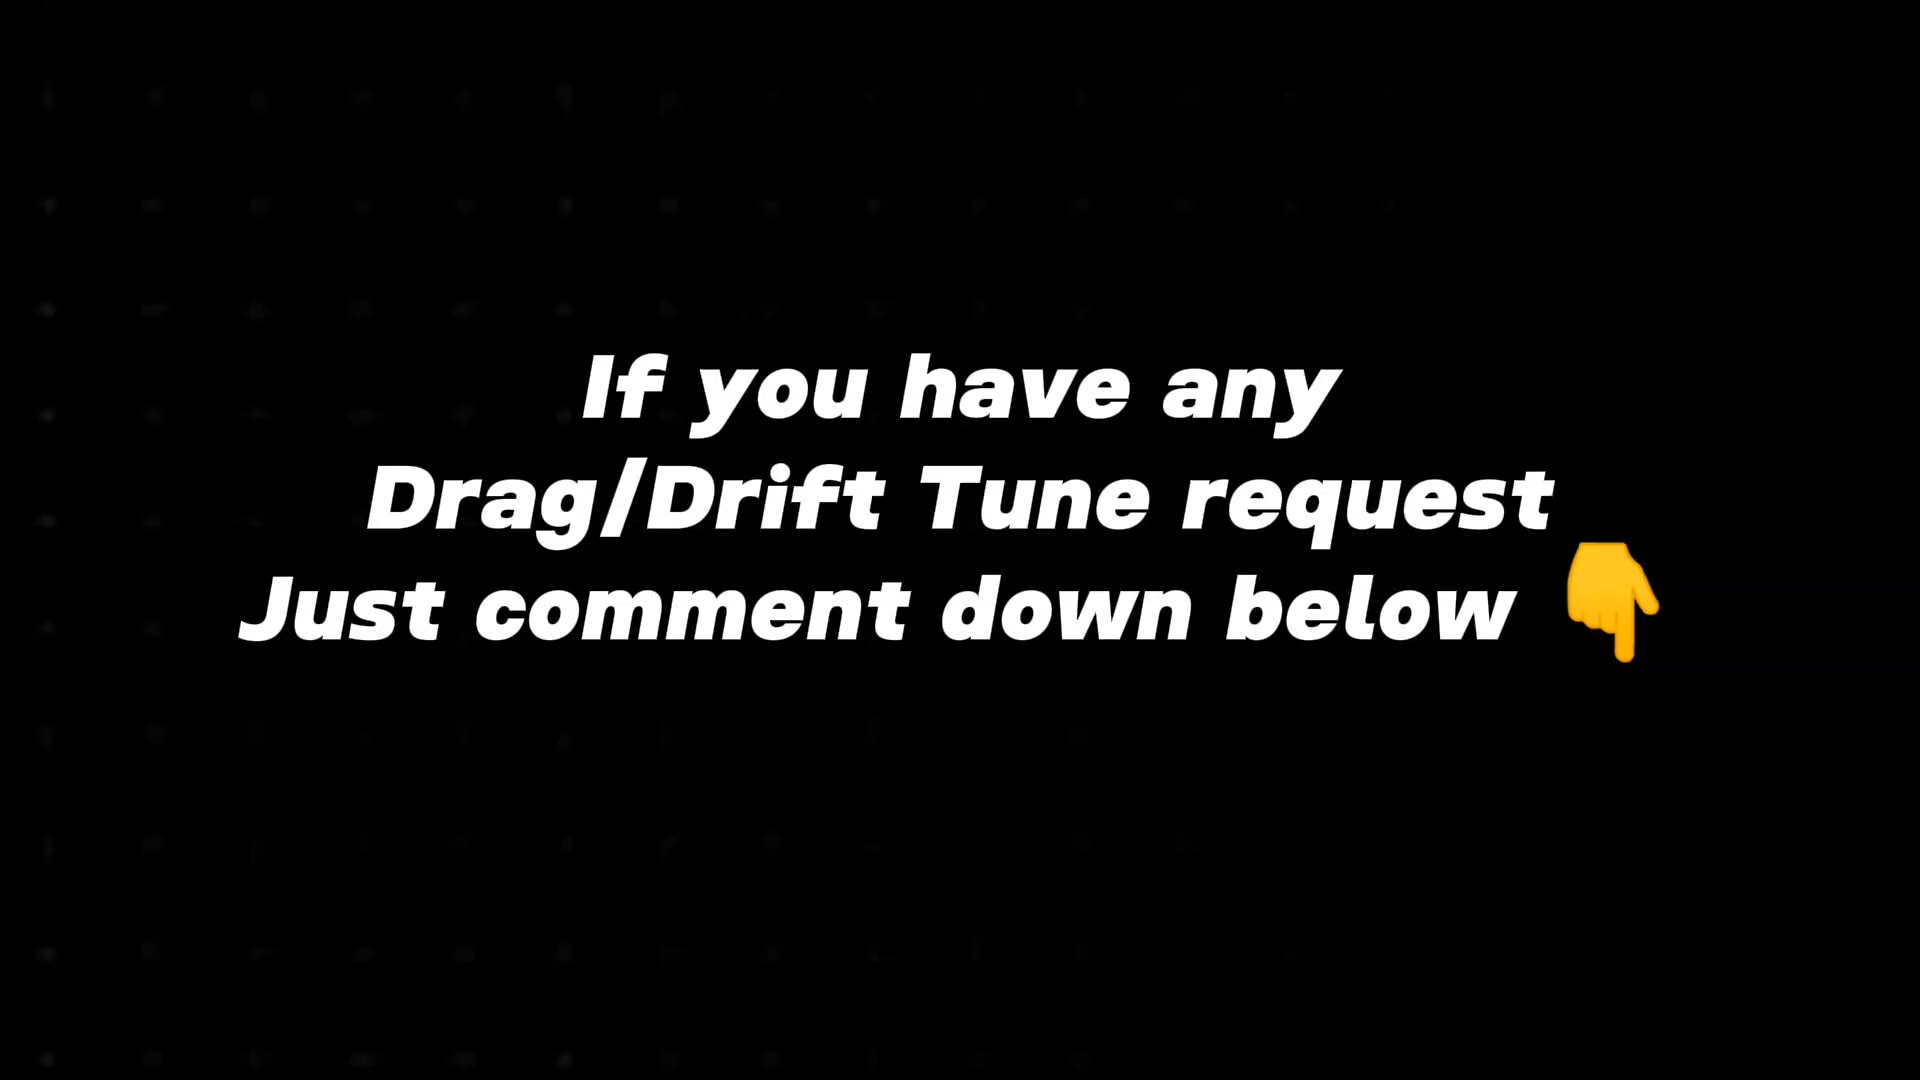 If you have any
Drag/Drift Tune request
Just comment down below 👇